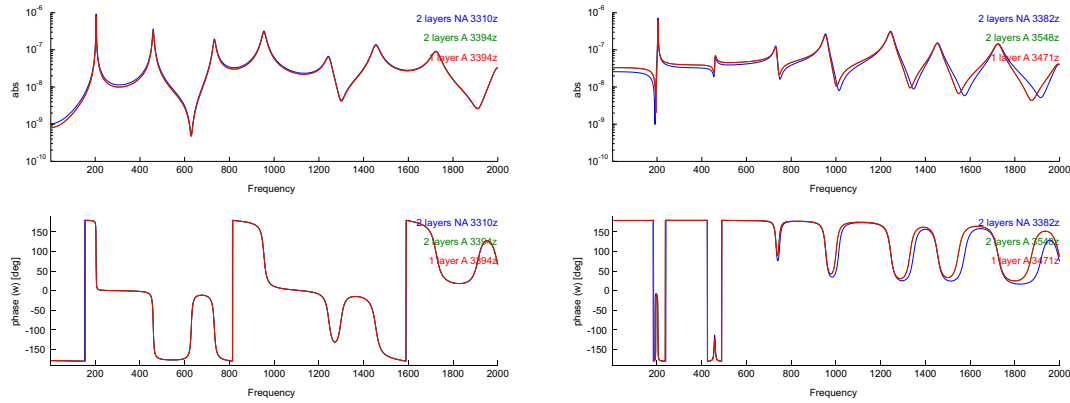 10^-6
10^-7
10^-8
10^-9
10^-10
abs
200 400 600 800 1000 1200 1400 1600 1800 2000
Frequency
2 layers NA 3310z
2 layers A 3394z
1 layer A 3394z
10^-5
10^-6
10^-7
10^-8
10^-9
10^-10
abs
200 400 600 800 1000 1200 1400 1600 1800 2000
Frequency
2 layers NA 3382z
2 layers A 3548z
1 layer A 3471z
150
100
50
0
-50
-100
-150
phase (w) [deg]
200 400 600 800 1000 1200 1400 1600 1800 2000
Frequency
2 layers NA 3310z
2 layers A 3394z
1 layer A 3394z
150
100
50
0
-50
-100
-150
phase (w) [deg]
200 400 600 800 1000 1200 1400 1600 1800 2000
Frequency
2 layers NA 3382z
2 layers A 3548z
1 layer A 3471z